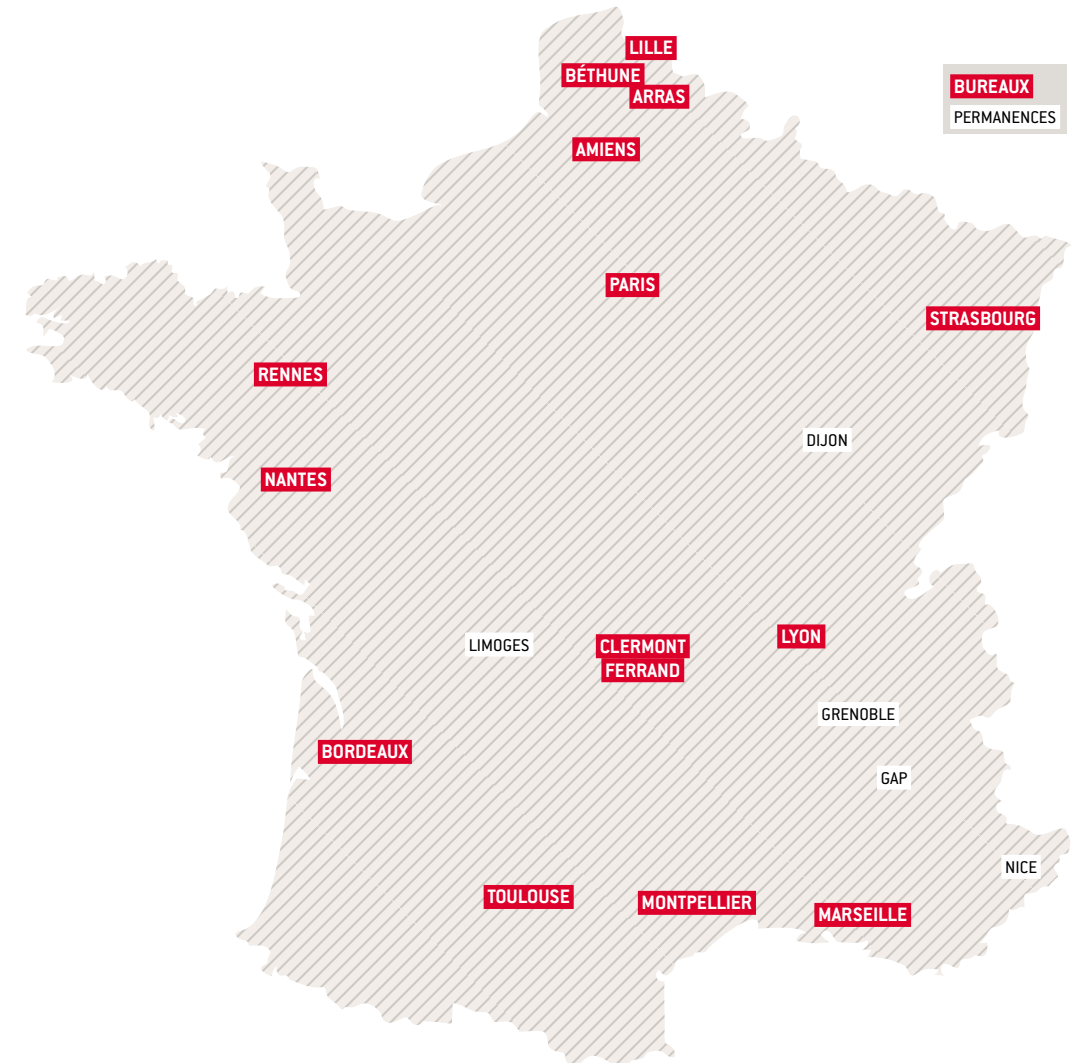 LILLE
BÉTHUNE
ARRAS
BUREAUX
PERMANENCES
AMIENS
PARIS
STRASBOURG
RENNES
DIJON
NANTES
LIMOGES
CLERMONT
FERRAND
LYON
GRENOBLE
BORDEAUX
GAP
NICE
TOULOUSE
MONTPELLIER
MARSEILLE